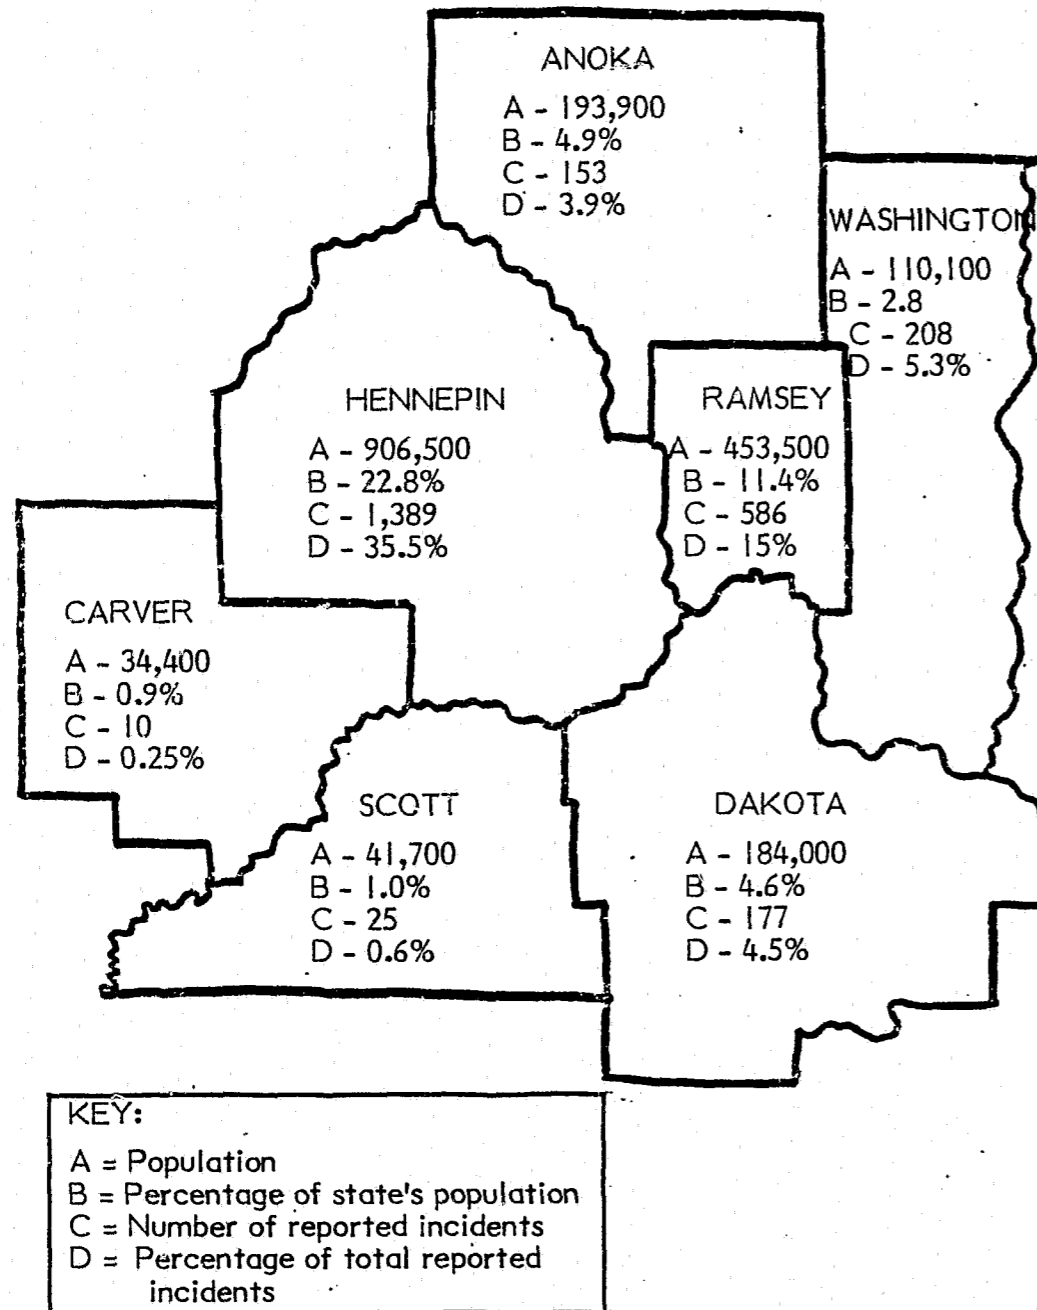 ANOKA
A - 193,900
B - 4.9%
C - 153
D - 3.9%
WASHINGTON
A - 110,100
B - 2.8
C - 208
D - 5.3%
HENNEPIN
A - 906,500
B - 22.8%
C - 1,389
D - 35.5%
RAMSEY
A - 453,500
B - 11.4%
C - 586
D - 15%
CARVER
A - 34,400
B - 0.9%
C - 10
D - 0.25%
SCOTT
A - 41,700
B - 1.0%
C - 25
D - 0.6%
DAKOTA
A - 184,000
B - 4.6%
C - 177
D - 4.5%
KEY:
A = Population
B = Percentage of state's population
C = Number of reported incidents
D = Percentage of total reported
incidents